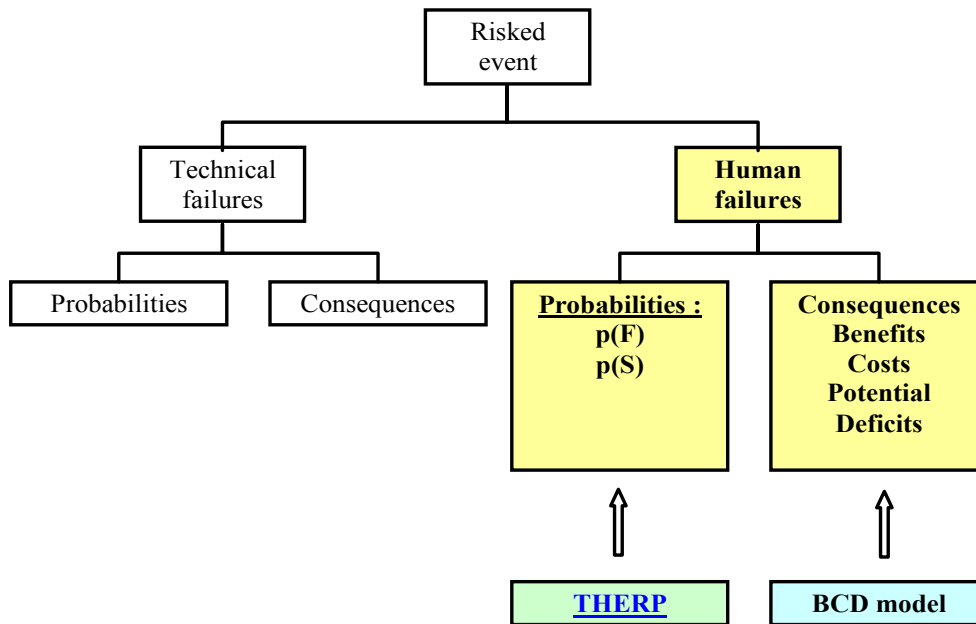 Risked
event
Technical
failures
Human
failures
Probabilities
Consequences
Probabilities :
p(F)
p(S)
Consequences
Benefits
Costs
Potential
Deficits
THERP
BCD model